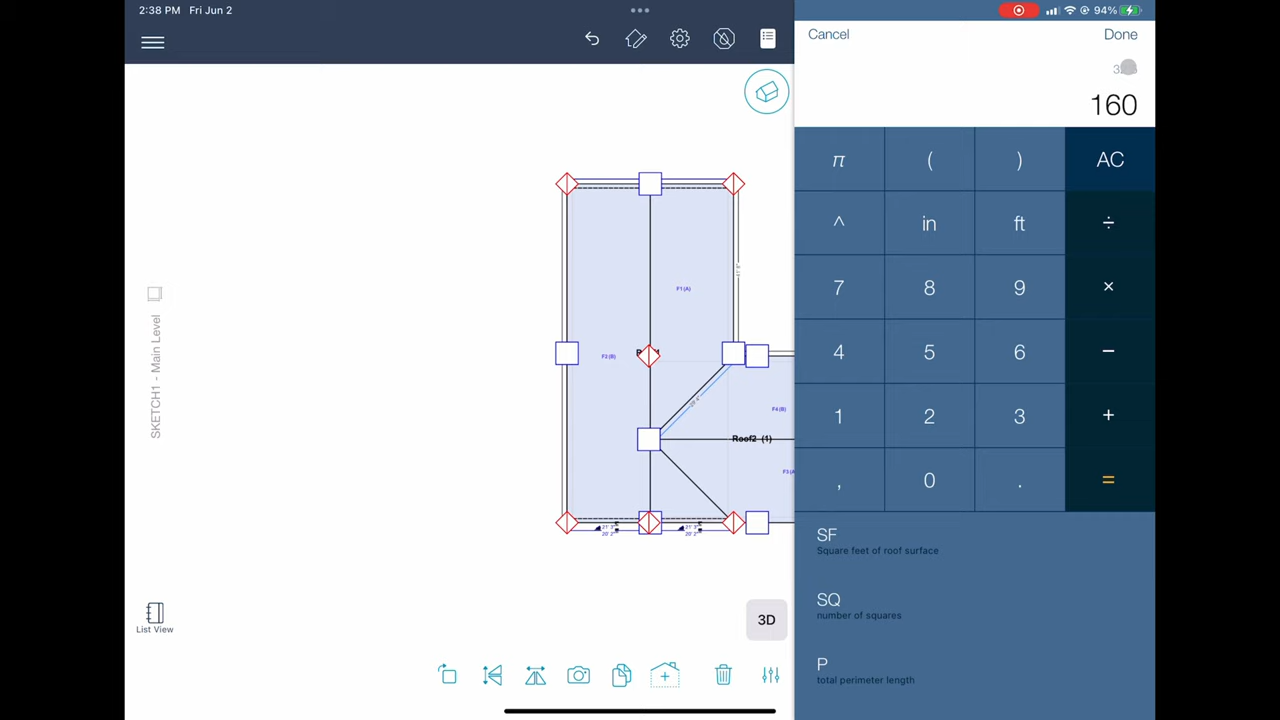 2:38 PM Fri Jun 2
94%
Cancel
Done
160
π
(
)
AC
^
in
ft
÷
7
8
9
×
4
5
6
−
1
2
3
+
,
0
.
=
SF
Square feet of roof surface
SQ
number of squares
P
total perimeter length
SKETCH1 - Main Level
F1 (A)
F2 (B)
F4 (B)
Roof2 (1)
List View
3D